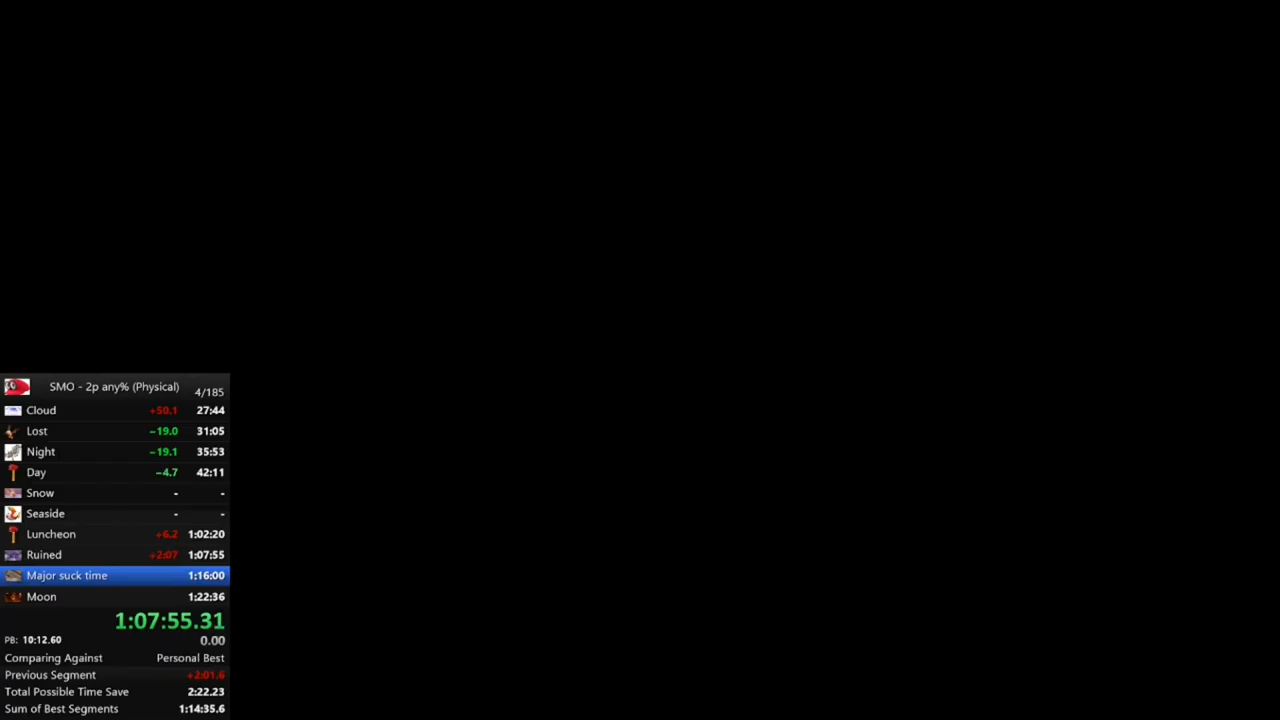 SMO - 2p any% (Physical) 4/185
Cloud +50.1 27:44
Lost −19.0 31:05
Night −19.1 35:53
Day −4.7 42:11
Snow - -
Seaside - -
Luncheon +6.2 1:02:20
Ruined +2:07 1:07:55
Major suck time 1:16:00
Moon 1:22:36
1:07:55.31
PB: 10:12.60 0.00
Comparing Against Personal Best
Previous Segment +2:01.6
Total Possible Time Save 2:22.23
Sum of Best Segments 1:14:35.6